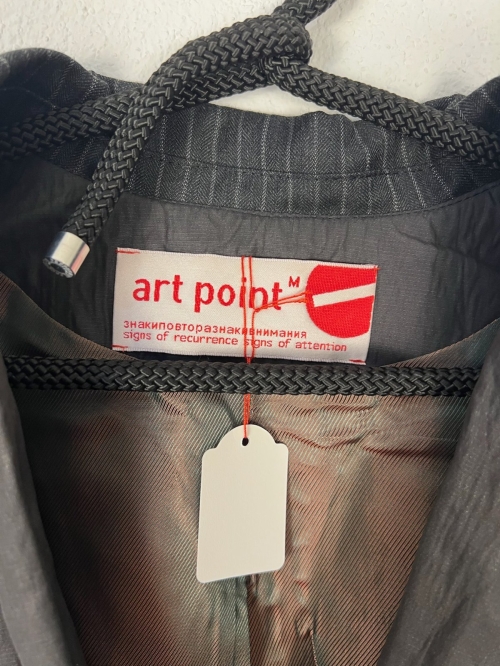 art point M
знакиповторазнакивнимания
signs of recurrence signs of attention